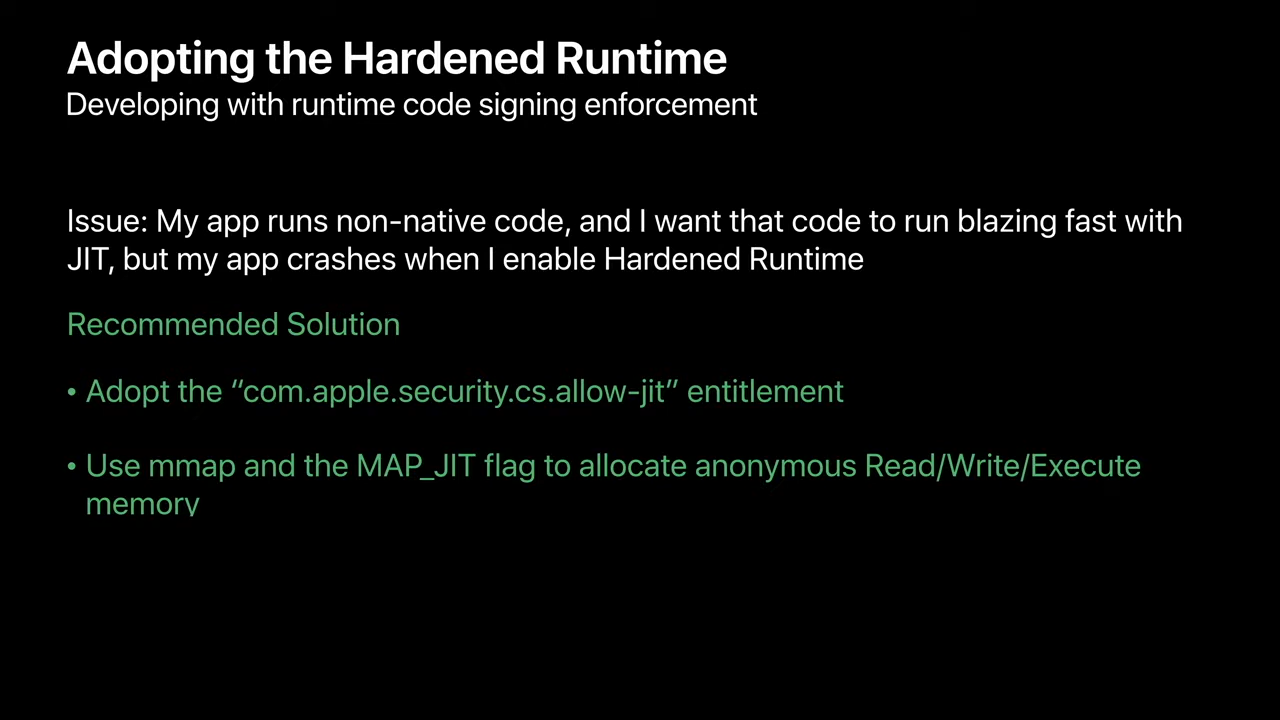 Adopting the Hardened Runtime
Developing with runtime code signing enforcement
Issue: My app runs non-native code, and I want that code to run blazing fast with
JIT, but my app crashes when I enable Hardened Runtime
Recommended Solution
• Adopt the “com.apple.security.cs.allow-jit” entitlement
• Use mmap and the MAP_JIT flag to allocate anonymous Read/Write/Execute
memory